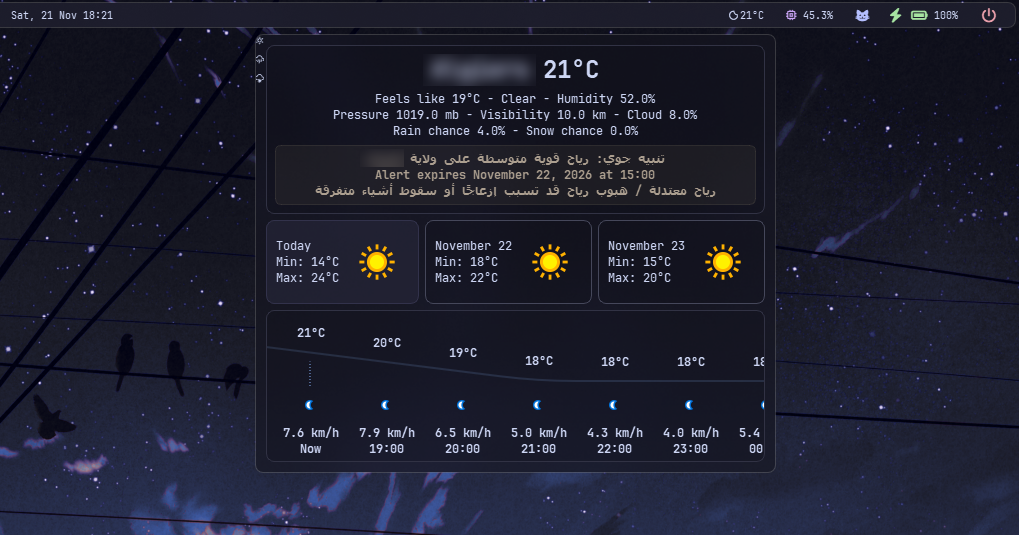 Sat, 21 Nov 18:21
21°C 45.3% 100%
21°C
Feels like 19°C - Clear - Humidity 52.0%
Pressure 1019.0 mb - Visibility 10.0 km - Cloud 8.0%
Rain chance 4.0% - Snow chance 0.0%
تنبيه جوي: رياح قوية متوسطة على ولاية
Alert expires November 22, 2026 at 15:00
رياح معتدلة / هبوب رياح قد تسبب إزعاجًا أو سقوط أشياء متفرقة
Today
Min: 14°C
Max: 24°C
November 22
Min: 18°C
Max: 22°C
November 23
Min: 15°C
Max: 20°C
21°C 20°C 19°C 18°C 18°C 18°C 18
7.6 km/h 7.9 km/h 6.5 km/h 5.0 km/h 4.3 km/h 4.0 km/h 5.4
Now 19:00 20:00 21:00 22:00 23:00 00